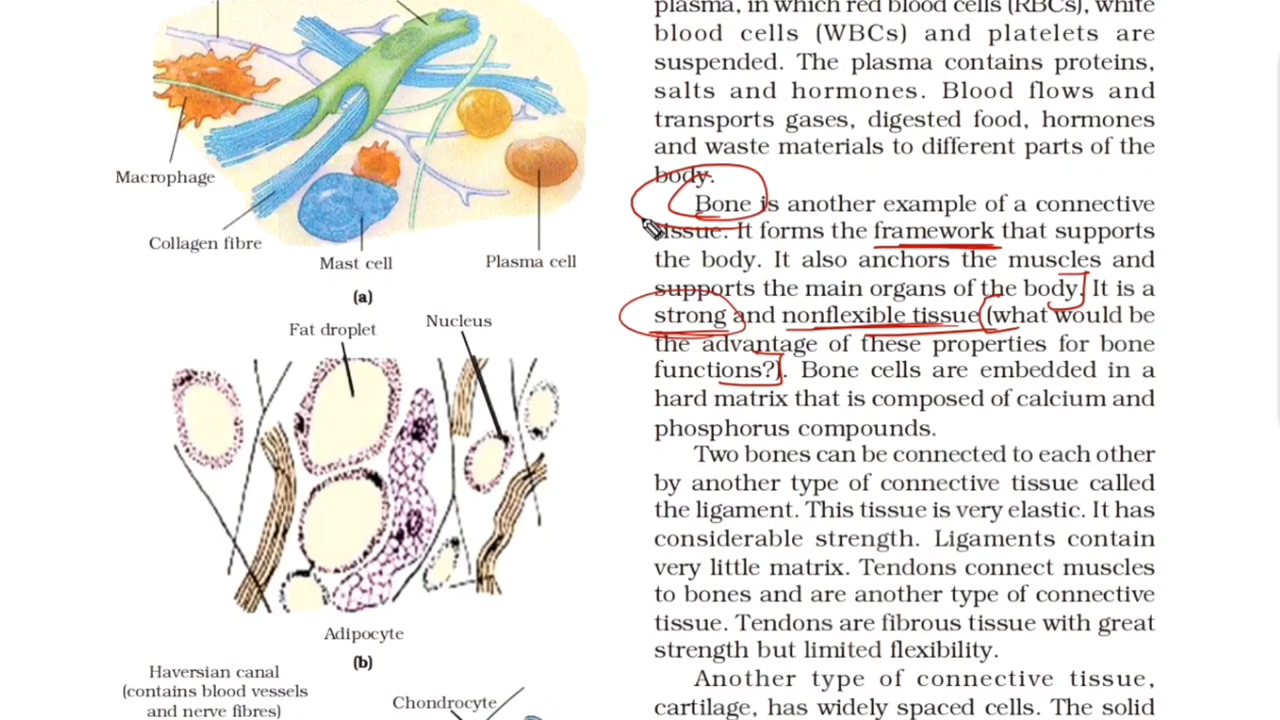 Macrophage
Collagen fibre
Mast cell
Plasma cell
(a)
Fat droplet
Nucleus
Adipocyte
(b)
Haversian canal
(contains blood vessels
and nerve fibres)
Chondrocyte
plasma, in which red blood cells (RBCs), white
blood cells (WBCs) and platelets are
suspended. The plasma contains proteins,
salts and hormones. Blood flows and
transports gases, digested food, hormones
and waste materials to different parts of the
body.
Bone is another example of a connective
tissue. It forms the framework that supports
the body. It also anchors the muscles and
supports the main organs of the body. It is a
strong and nonflexible tissue (what would be
the advantage of these properties for bone
functions?). Bone cells are embedded in a
hard matrix that is composed of calcium and
phosphorus compounds.
Two bones can be connected to each other
by another type of connective tissue called
the ligament. This tissue is very elastic. It has
considerable strength. Ligaments contain
very little matrix. Tendons connect muscles
to bones and are another type of connective
tissue. Tendons are fibrous tissue with great
strength but limited flexibility.
Another type of connective tissue,
cartilage, has widely spaced cells. The solid